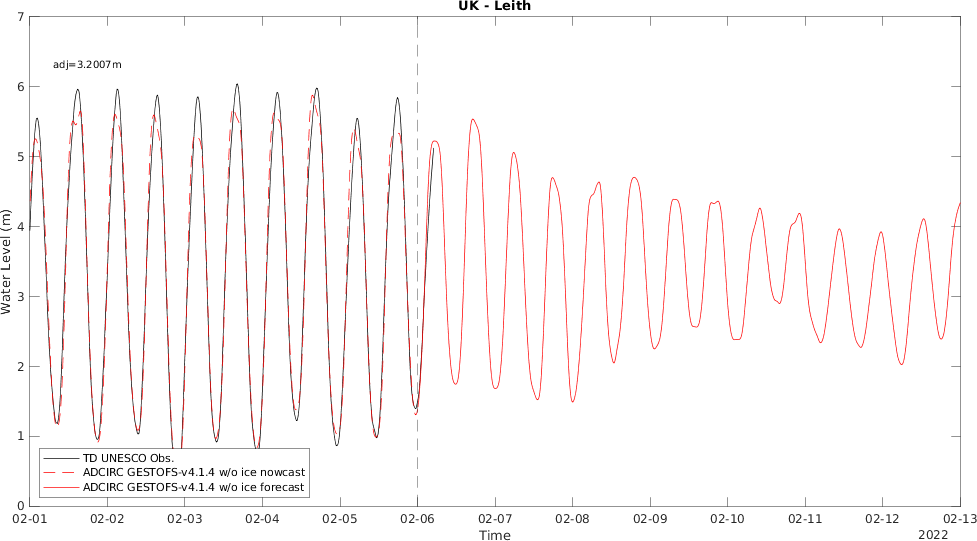 UK - Leith
7
adj=3.2007m
6
5
4
Water Level (m)
3
2
1
TD UNESCO Obs.
ADCIRC GESTOFS-v4.1.4 w/o ice nowcast
ADCIRC GESTOFS-v4.1.4 w/o ice forecast
0
02-01 02-02 02-03 02-04 02-05 02-06 02-07 02-08 02-09 02-10 02-11 02-12 02-13
Time
2022